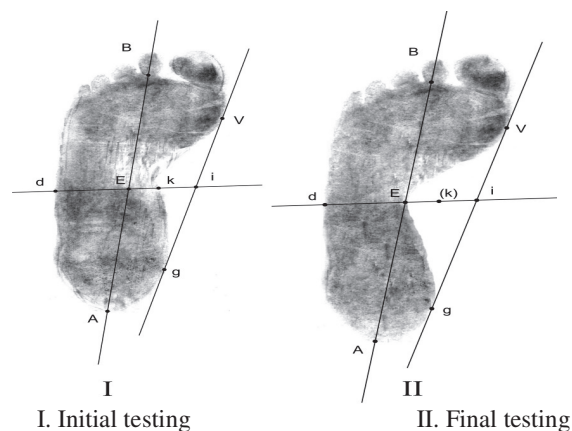 B B
V V
d E k i d E (k) i
g g
A A
I II
I. Initial testing II. Final testing